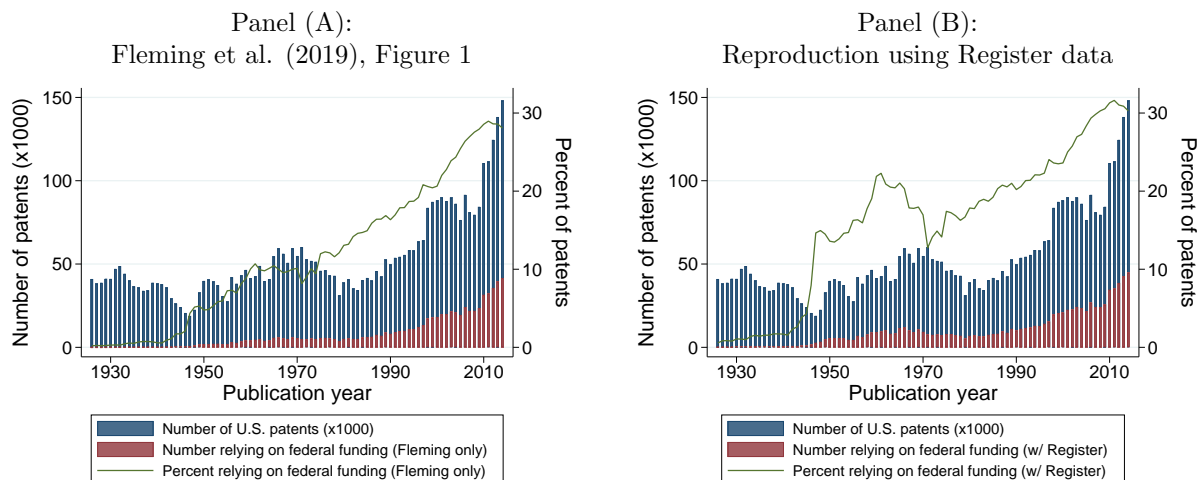 Panel (A):
Fleming et al. (2019), Figure 1
Number of patents (x1000)
150
100
50
0
30
20
10
0
Percent of patents
1930
1950
1970
1990
2010
Publication year
Number of U.S. patents (x1000)
Number relying on federal funding (Fleming only)
Percent relying on federal funding (Fleming only)
Panel (B):
Reproduction using Register data
Number of patents (x1000)
150
100
50
0
30
20
10
0
Percent of patents
1930
1950
1970
1990
2010
Publication year
Number of U.S. patents (x1000)
Number relying on federal funding (w/ Register)
Percent relying on federal funding (w/ Register)